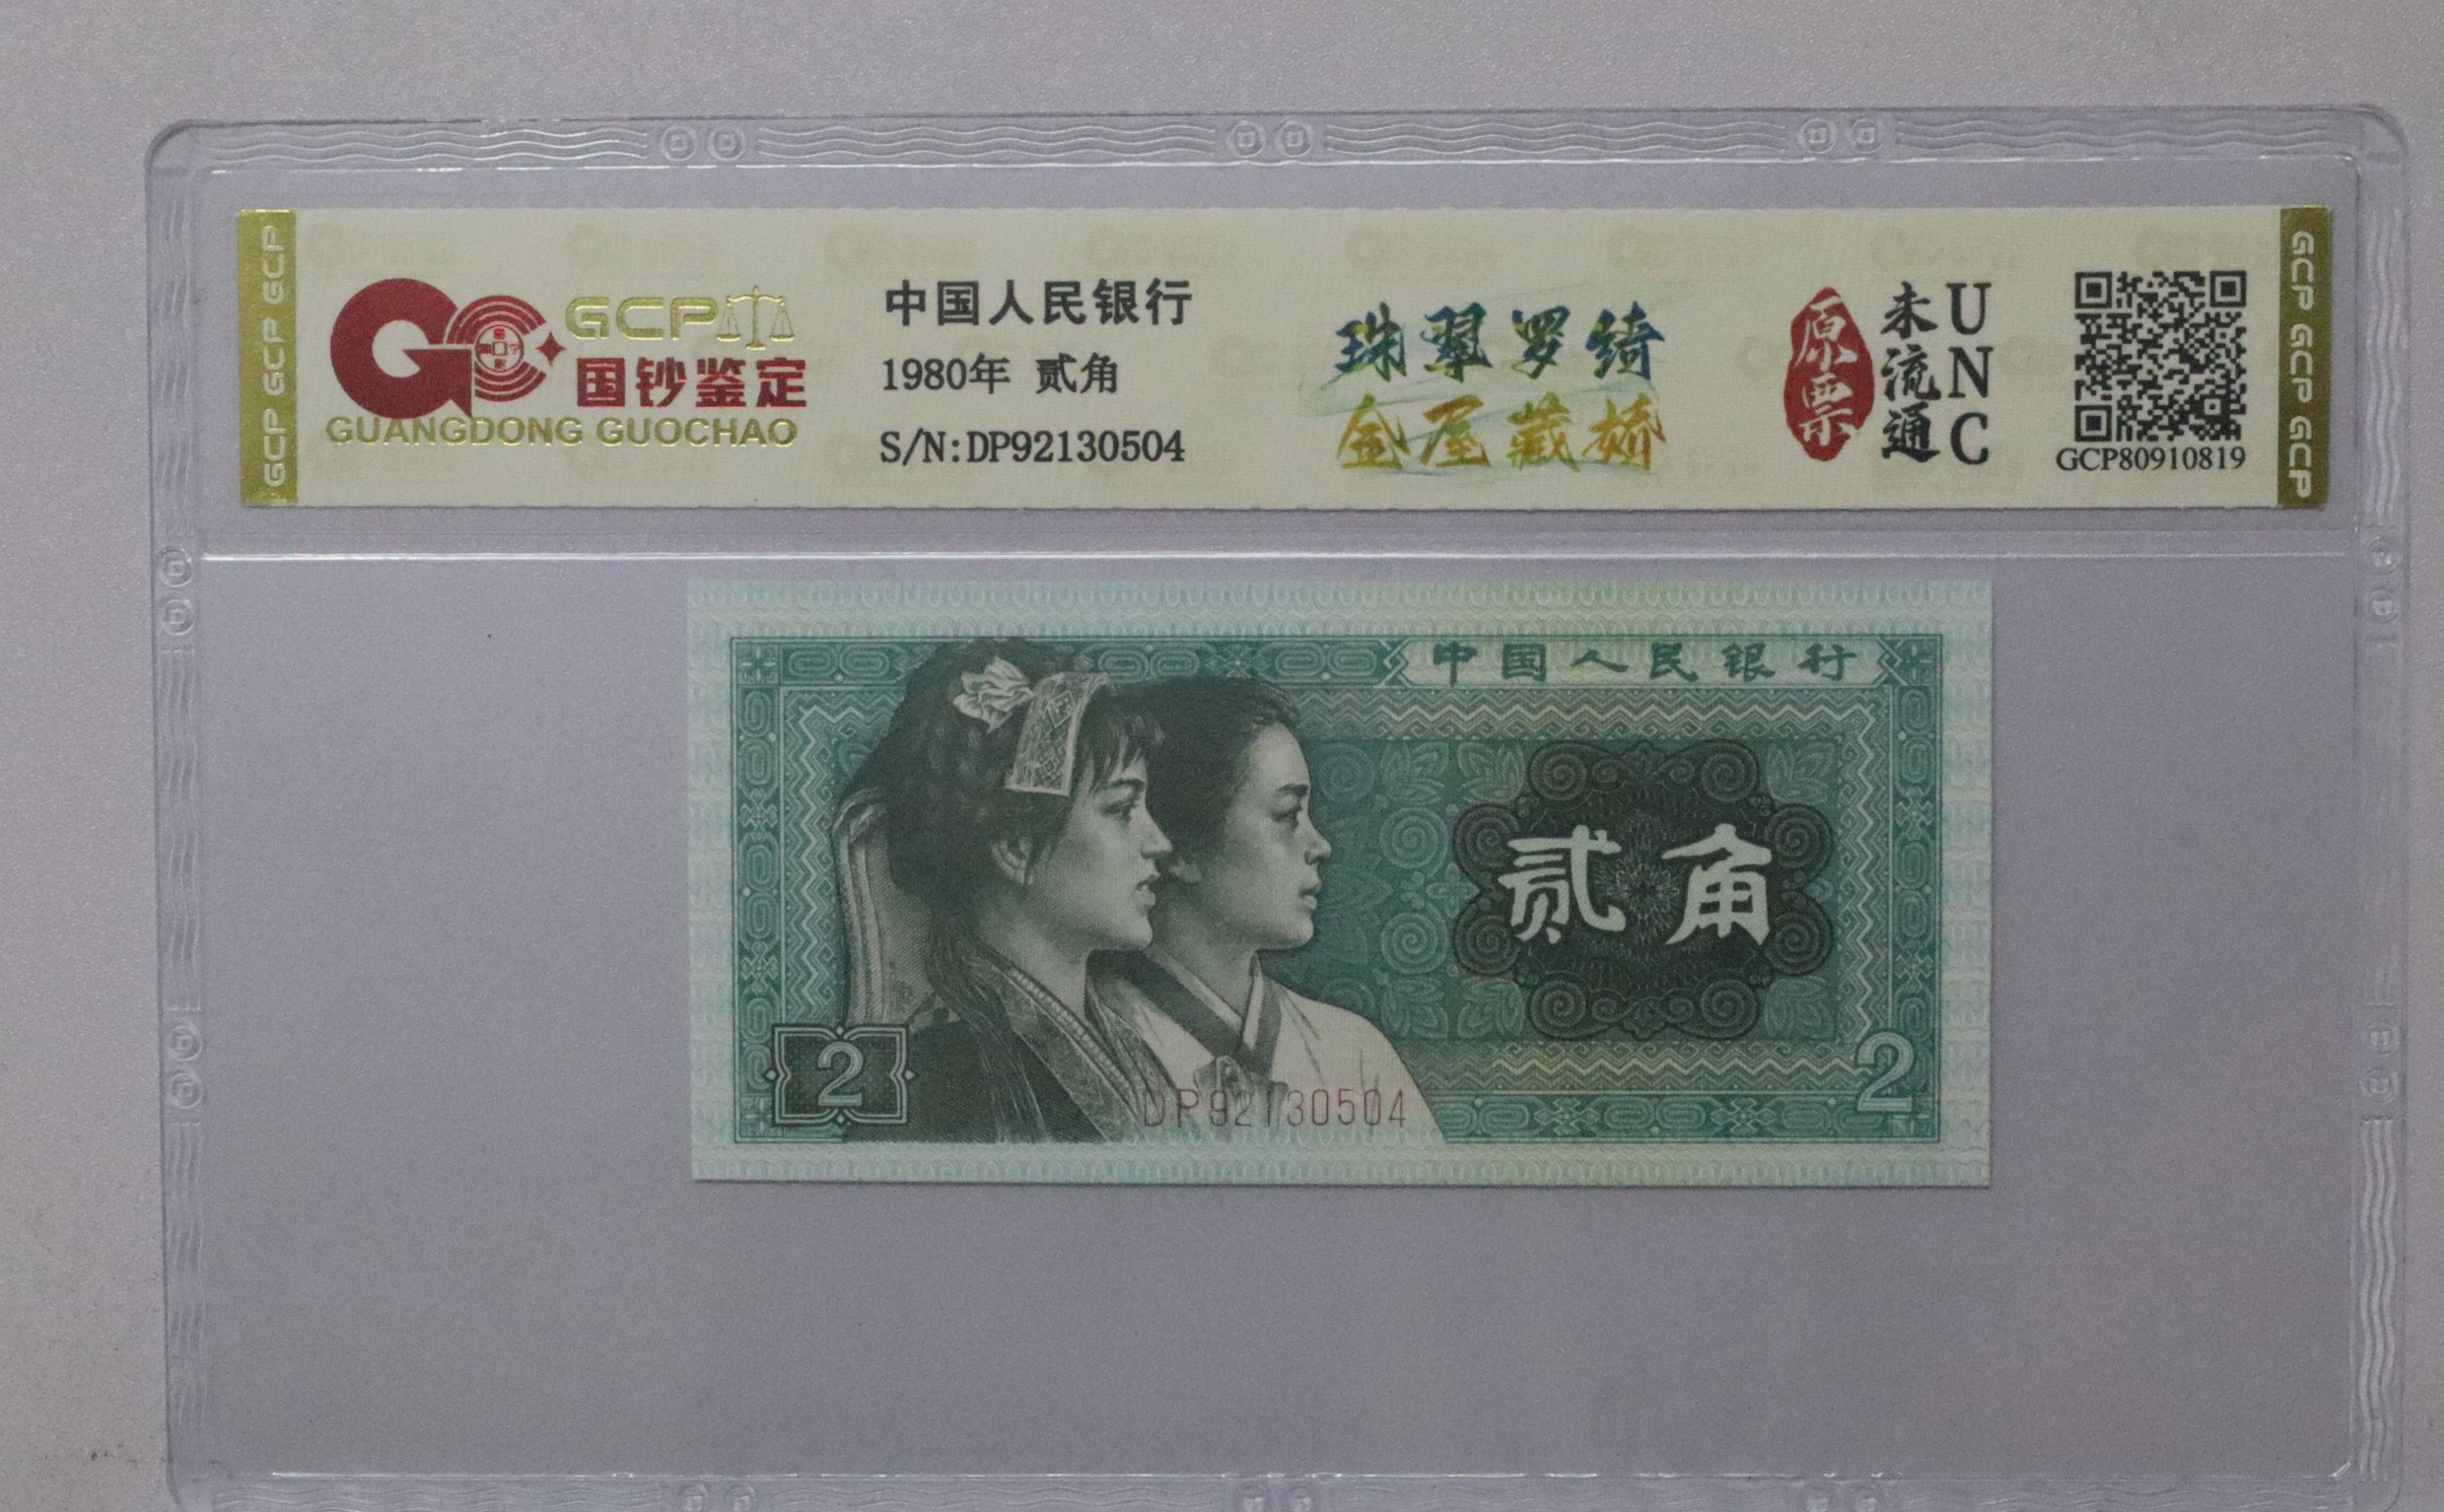 GCP GCP GCP
GCP
国钞鉴定
GUANGDONG GUOCHAO
中国人民银行
1980年 贰角
S/N:DP92130504
珠翠罗绮
金屋藏娇
原票
未流通
UNC
GCP80910819
GCP GCP GCP
中国人民银行
贰角
2
DP92130504
2